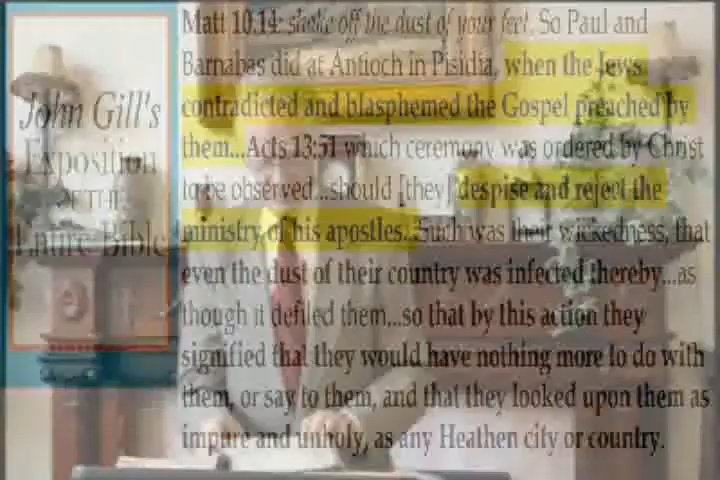 John Gill's
Exposition
OF THE
Entire Bible
Matt 10.14: shake off the dust of your feet. So Paul and
Barnabas did at Antioch in Pisidia, when the Jews
contradicted and blasphemed the Gospel preached by
them...Acts 13:51 which ceremony was ordered by Christ
to be observed...should [they] despise and reject the
ministry of his apostles...Such was their wickedness, that
even the dust of their country was infected thereby...as
though it defiled them...so that by this action they
signified that they would have nothing more to do with
them, or say to them, and that they looked upon them as
impure and unholy, as any Heathen city or country.